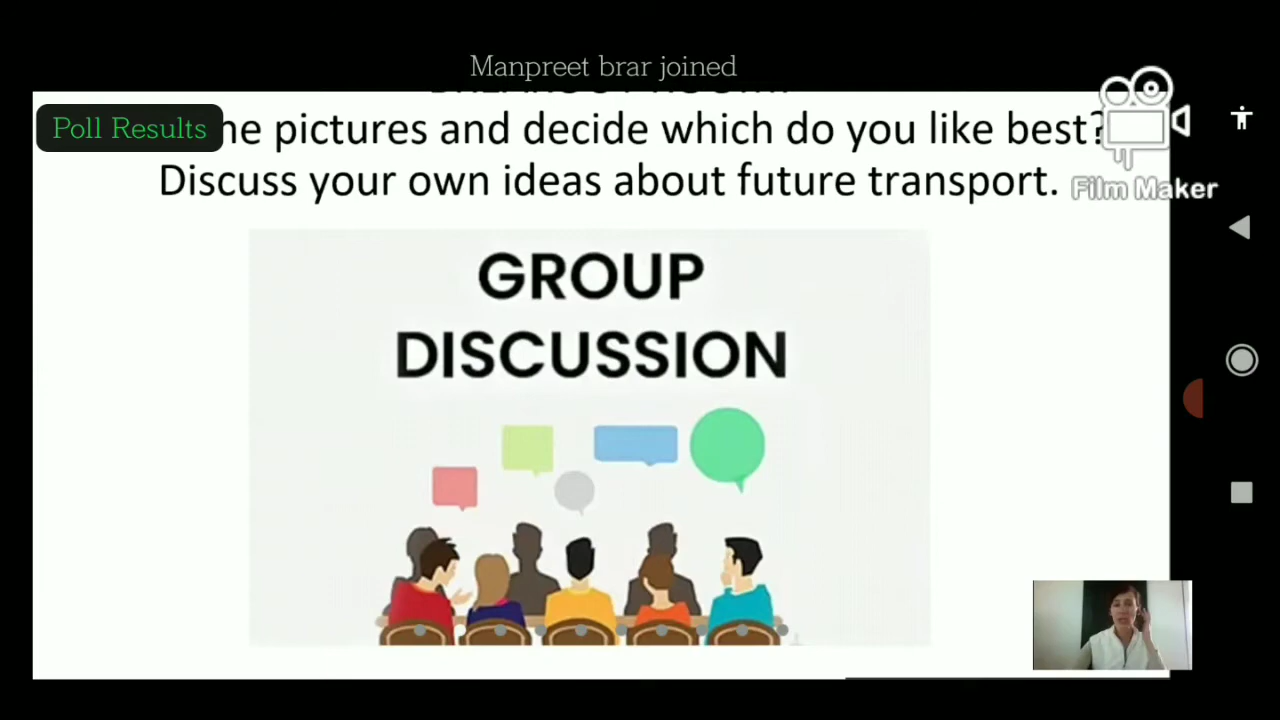 Manpreet brar joined
Poll Results
he pictures and decide which do you like best?
Discuss your own ideas about future transport.
Film Maker
GROUP
DISCUSSION